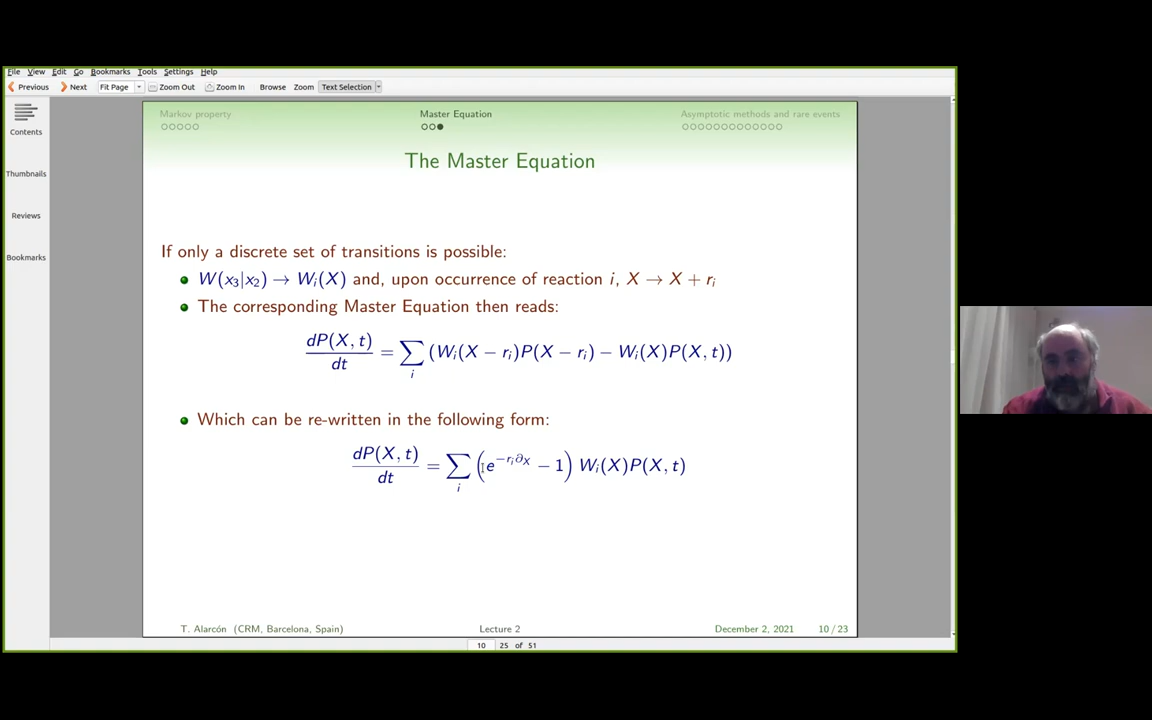 File View Edit Go Bookmarks Tools Settings Help
Previous Next Fit Page Zoom Out Zoom In Browse Zoom Text Selection
Contents
Thumbnails
Reviews
Bookmarks
Markov property Master Equation Asymptotic methods and rare events
The Master Equation
If only a discrete set of transitions is possible:
W(x₃|x₂) → Wᵢ(X) and, upon occurrence of reaction i, X → X + rᵢ
The corresponding Master Equation then reads:
dP(X, t)/dt = ∑ᵢ (Wᵢ(X − rᵢ)P(X − rᵢ) − Wᵢ(X)P(X, t))
Which can be re-written in the following form:
dP(X, t)/dt = ∑ᵢ (e^{−rᵢ∂_X} − 1) Wᵢ(X)P(X, t)
T. Alarcón (CRM, Barcelona, Spain) Lecture 2 December 2, 2021 10 / 23
10 25 of 51